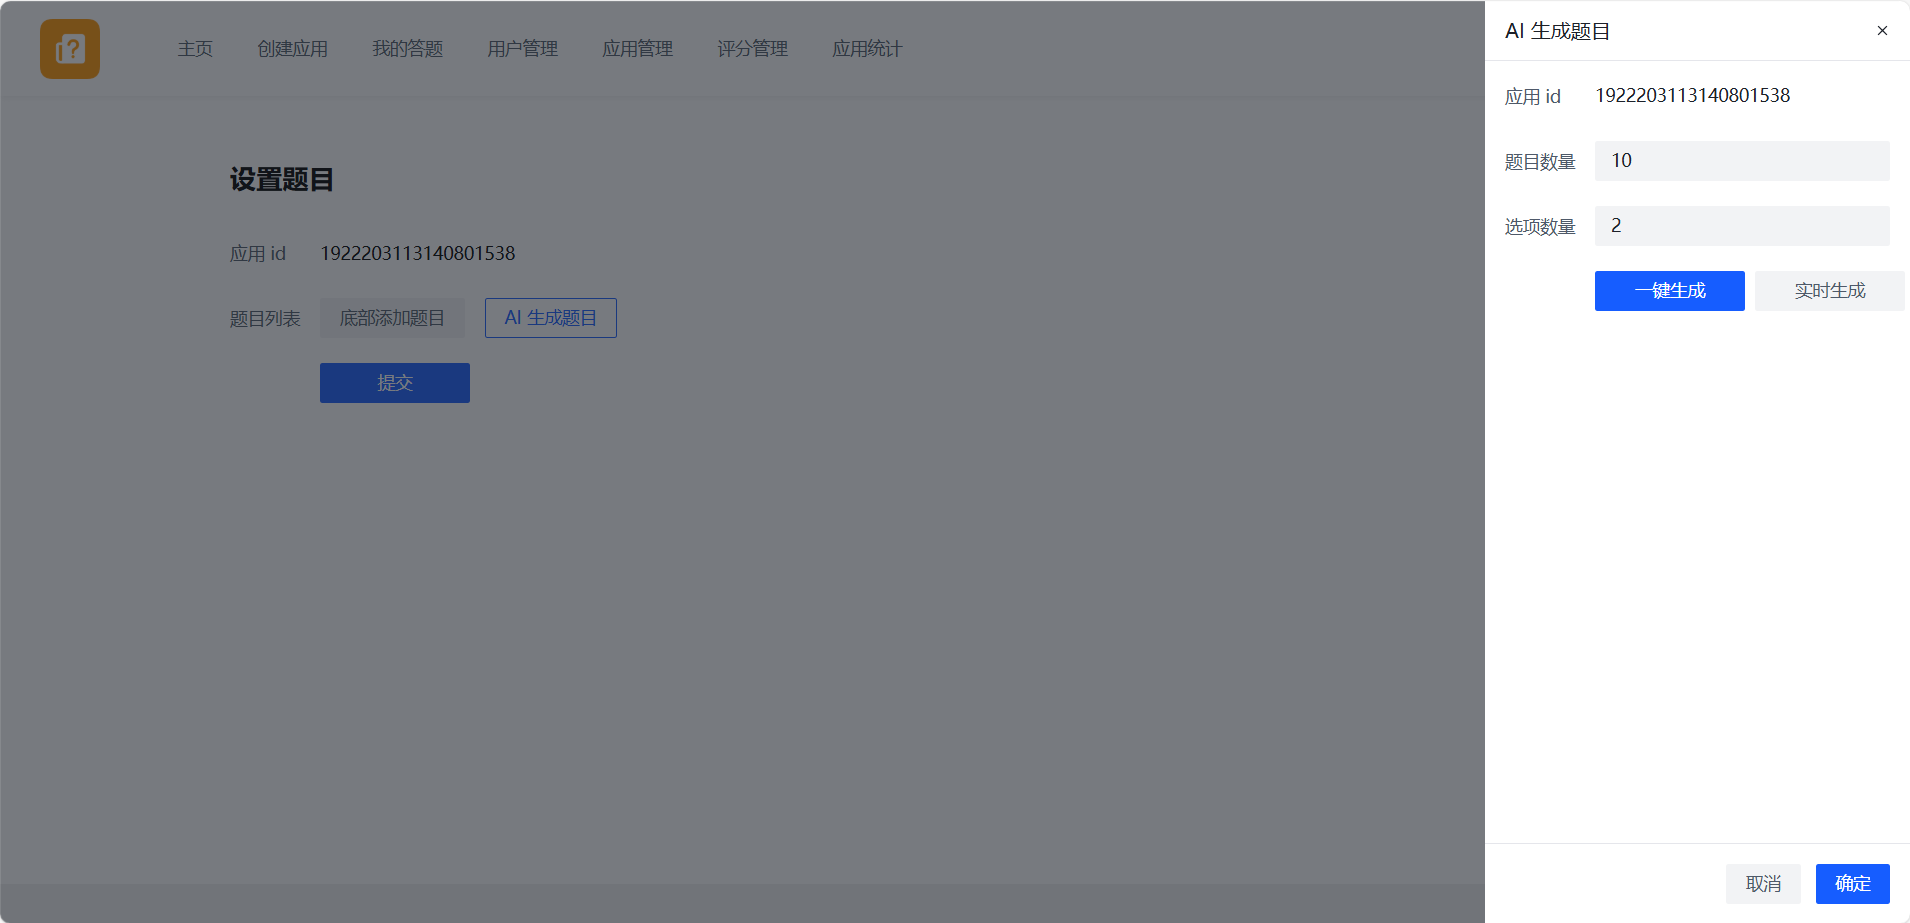 主页 创建应用 我的答题 用户管理 应用管理 评分管理 应用统计
设置题目
应用 id 1922203113140801538
题目列表 底部添加题目 AI 生成题目
提交
AI 生成题目 ×
应用 id 1922203113140801538
题目数量 10
选项数量 2
一键生成 实时生成
取消 确定